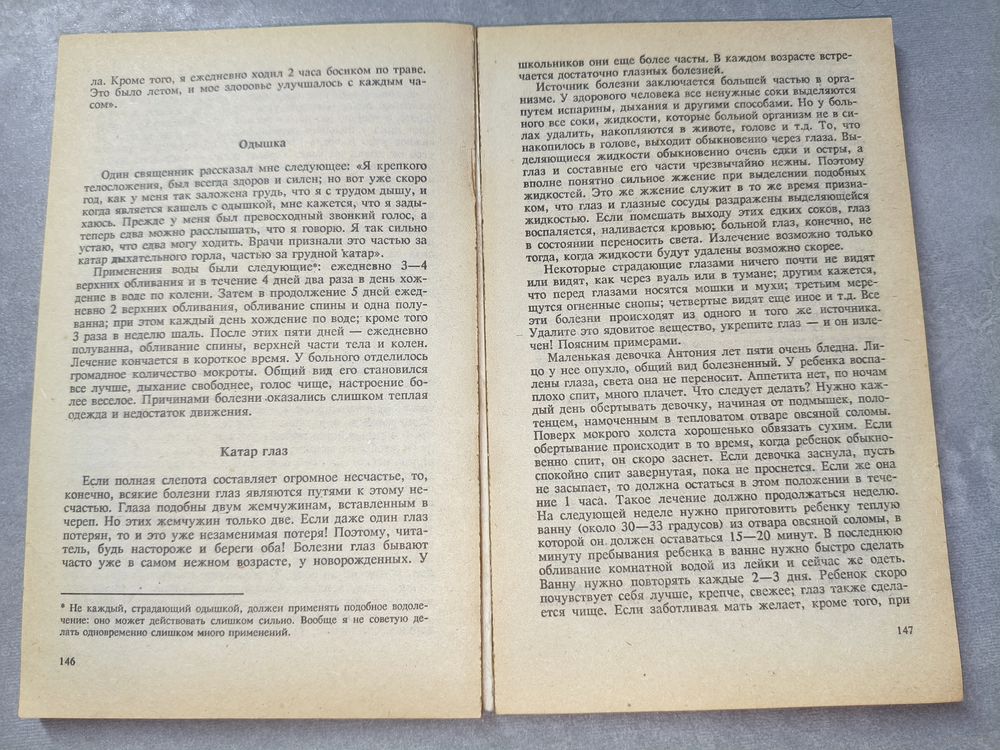 ла. Кроме того, я ежедневно ходил 2 часа босиком по траве.
Это было летом, и мое здоровье улучшалось с каждым ча-
сом».
Одышка
Один священник рассказал мне следующее: «Я крепкого
телосложения, был всегда здоров и силен; но вот уже скоро
год, как у меня так заложена грудь, что я с трудом дышу, и
когда является кашель с одышкой, мне кажется, что я зады-
хаюсь. Прежде у меня был превосходный звонкий голос, а
теперь едва можно расслышать, что я говорю. Я так сильно
устаю, что едва могу ходить. Врачи признали это частью за
катар дыхательного горла, частью за грудной катар».
Применения воды были следующие*: ежедневно 3—4
верхних обливания и в течение 4 дней два раза в день хож-
дение в воде по колени. Затем в продолжение 5 дней ежед-
невно 2 верхних обливания, обливание спины и одна полу-
ванна; при этом каждый день хождение по воде; кроме того
3 раза в неделю шаль. После этих пяти дней — ежедневно
полуванна, обливание спины, верхней части тела и колен.
Лечение кончается в короткое время. У больного отделилось
громадное количество мокроты. Общий вид его становился
все лучше, дыхание свободнее, голос чище, настроение бо-
лее веселое. Причинами болезни оказались слишком теплая
одежда и недостаток движения.
Катар глаз
Если полная слепота составляет огромное несчастье, то,
конечно, всякие болезни глаз являются путями к этому не-
счастью. Глаза подобны двум жемчужинам, вставленным в
череп. Но этих жемчужин только две. Если даже один глаз
потерян, то и это уже незаменимая потеря! Поэтому, чита-
тель, будь настороже и береги оба! Болезни глаз бывают
часто уже в самом нежном возрасте, у новорожденных. У
* Не каждый, страдающий одышкой, должен применять подобное водоле-
чение: оно может действовать слишком сильно. Вообще я не советую де-
лать одновременно слишком много применений.
146
школьников они еще более часты. В каждом возрасте встре-
чается достаточно глазных болезней.
Источник болезни заключается большей частью в орга-
низме. У здорового человека все ненужные соки выделяются
путем испарины, дыхания и другими способами. Но у боль-
ного все соки, жидкости, которые больной организм не в си-
лах удалить, накопляются в животе, голове и т.д. То, что
накопилось в голове, выходит обыкновенно через глаза. Вы-
деляющиеся жидкости обыкновенно очень едки и остры, а
глаз и составные его части чрезвычайно нежны. Поэтому
вполне понятно сильное жжение при выделении подобных
жидкостей. Это же жжение служит в то же время призна-
ком, что глаз и глазные сосуды раздражены выделяющейся
жидкостью. Если помешать выходу этих едких соков, глаз
воспаляется, наливается кровью; больной глаз, конечно, не
в состоянии переносить света. Излечение возможно только
тогда, когда жидкости будут удалены возможно скорее.
Некоторые страдающие глазами ничего почти не видят
или видят, как через вуаль или в тумане; другим кажется,
что перед глазами носятся мошки и мухи; третьим мере-
щутся огненные снопы; четвертые видят еще иное и т.д. Все
эти болезни происходят из одного и того же источника.
Удалите это ядовитое вещество, укрепите глаз — и он изле-
чен! Поясним примерами.
Маленькая девочка Антония лет пяти очень бледна. Ли-
цо у нее опухло, общий вид болезненный. У ребенка воспа-
лены глаза, света она не переносит. Аппетита нет, по ночам
плохо спит, много плачет. Что следует делать? Нужно каж-
дый день обертывать девочку, начиная от подмышек, поло-
тенцем, намоченным в тепловатом отваре овсяной соломы.
Поверх мокрого холста хорошенько обвязать сухим. Если
обертывание происходит в то время, когда ребенок обыкно-
венно спит, он скоро заснет. Если девочка заснула, пусть
спокойно спит завернутая, пока не проснется. Если же она
не засыпает, то должна остаться в этом положении в тече-
ние 1 часа. Такое лечение должно продолжаться неделю.
На следующей неделе нужно приготовить ребенку теплую
ванну (около 30—33 градусов) из отвара овсяной соломы, в
которой он должен оставаться 15—20 минут. В последнюю
минуту пребывания ребенка в ванне нужно быстро сделать
обливание комнатной водой из лейки и сейчас же одеть.
Ванну нужно повторять каждые 2—3 дня. Ребенок скоро
почувствует себя лучше, крепче, свежее; глаз также сдела-
ется чище. Если заботливая мать желает, кроме того, при
147